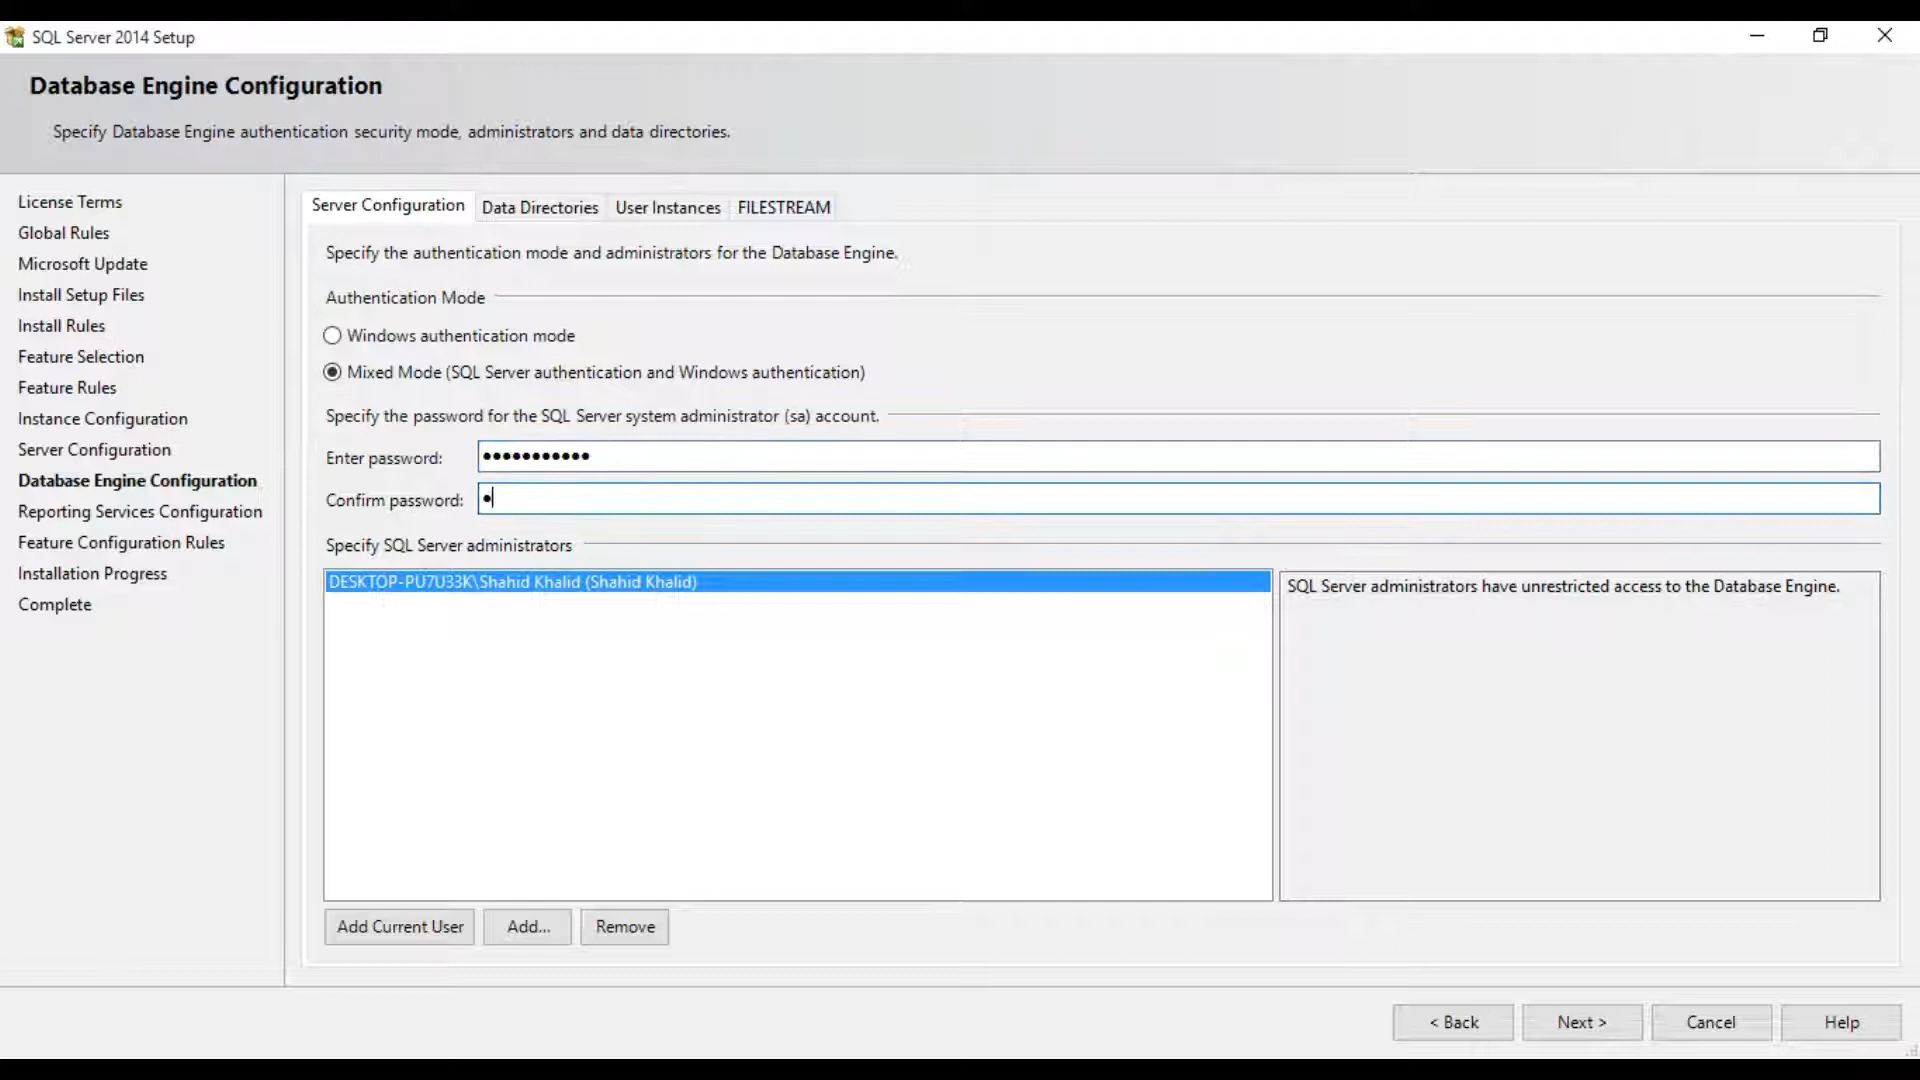 SQL Server 2014 Setup
Database Engine Configuration
Specify Database Engine authentication security mode, administrators and data directories.
License Terms
Global Rules
Microsoft Update
Install Setup Files
Install Rules
Feature Selection
Feature Rules
Instance Configuration
Server Configuration
Database Engine Configuration
Reporting Services Configuration
Feature Configuration Rules
Installation Progress
Complete
Server Configuration Data Directories User Instances FILESTREAM
Specify the authentication mode and administrators for the Database Engine.
Authentication Mode
Windows authentication mode
Mixed Mode (SQL Server authentication and Windows authentication)
Specify the password for the SQL Server system administrator (sa) account.
Enter password: •••••••••••
Confirm password: •
Specify SQL Server administrators
DESKTOP-PU7U33K\Shahid Khalid (Shahid Khalid)
SQL Server administrators have unrestricted access to the Database Engine.
Add Current User Add... Remove
< Back Next > Cancel Help